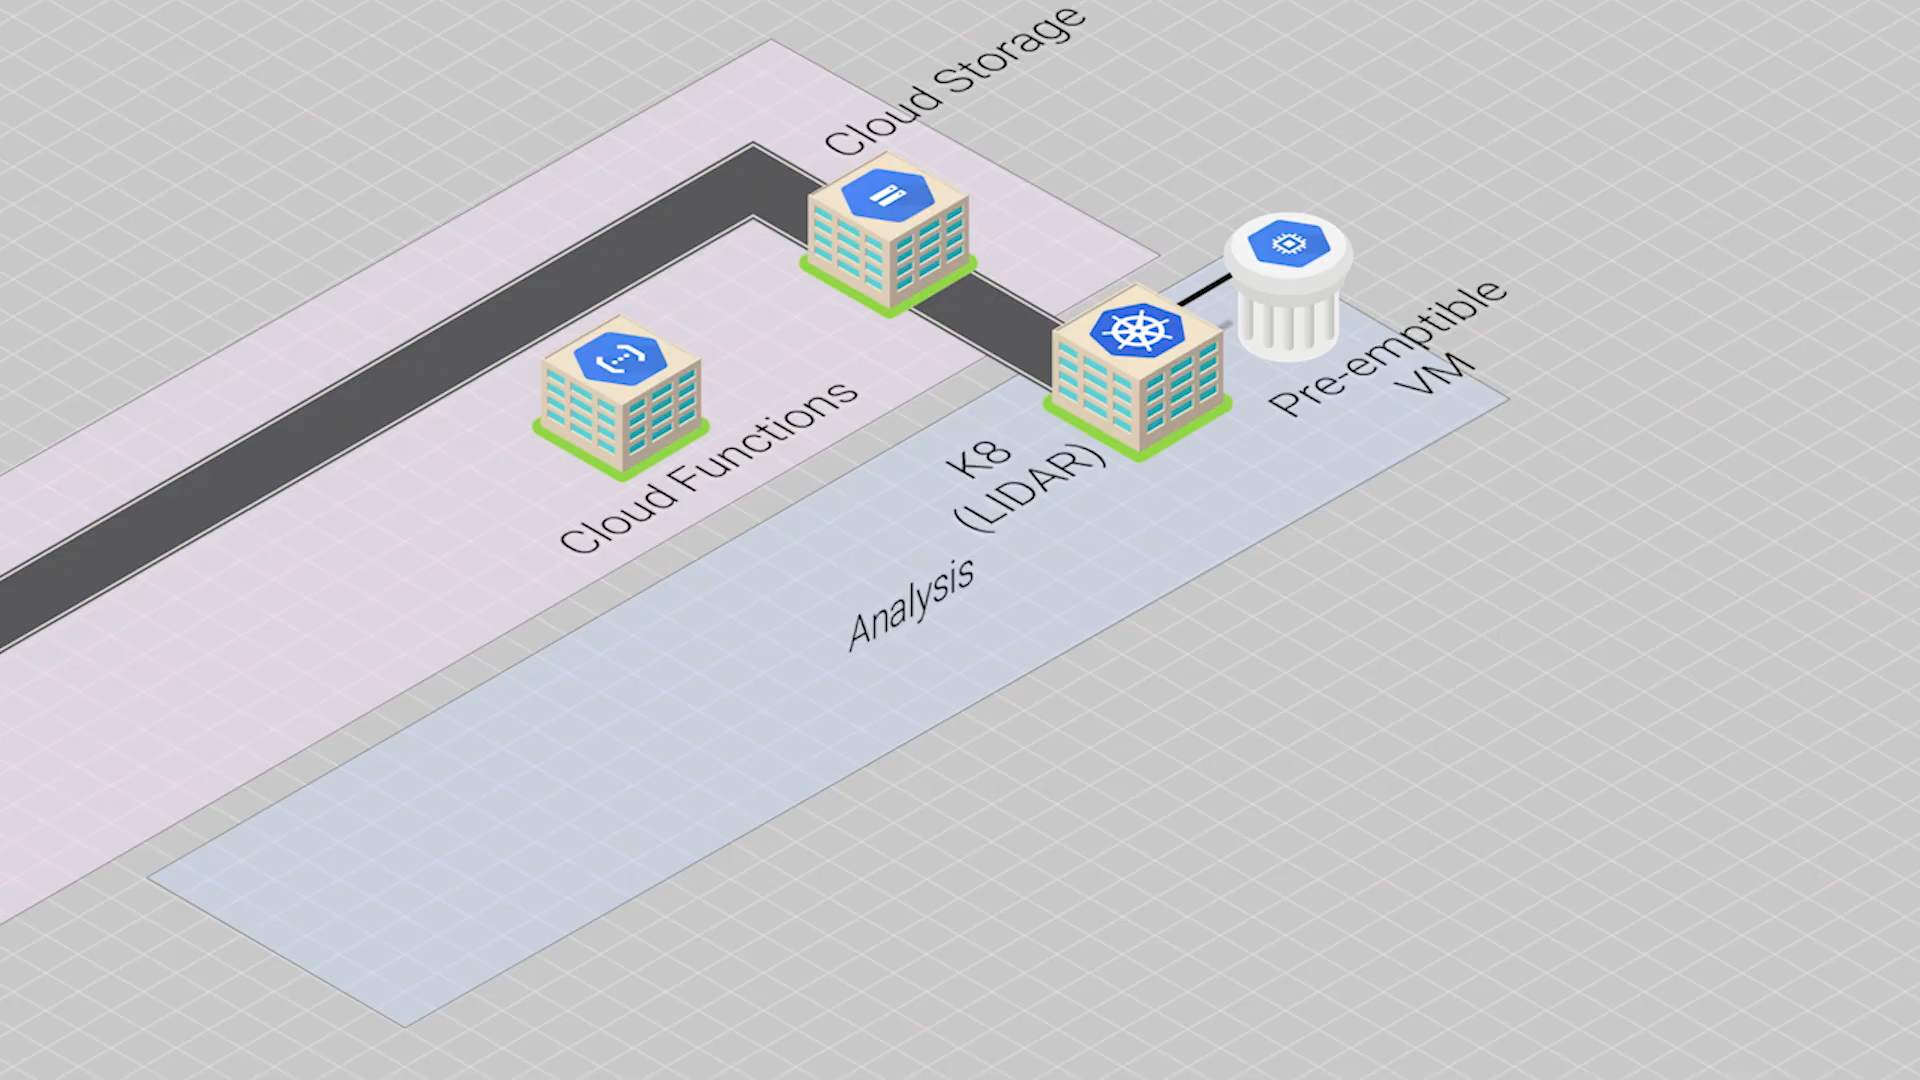 Cloud Storage
Pre-emptible
VM
Cloud Functions
K8
(LIDAR)
Analysis